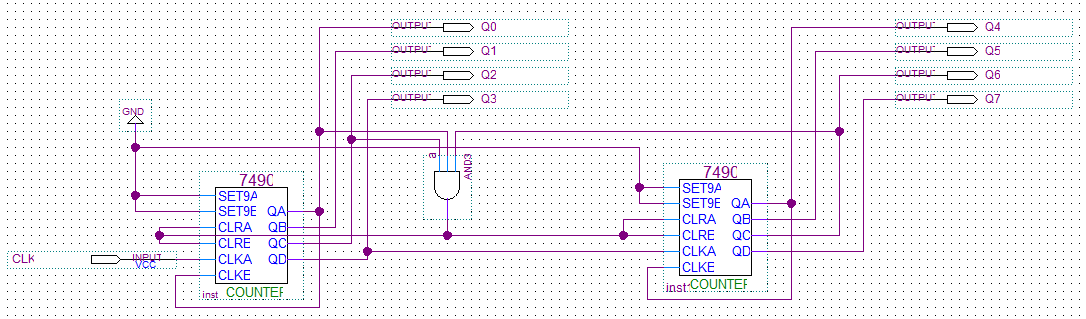 OUTPUT Q0
OUTPUT Q1
OUTPUT Q2
OUTPUT Q3
OUTPUT Q4
OUTPUT Q5
OUTPUT Q6
OUTPUT Q7
GND
a
AND3
7490
SET9A
SET9B QA
CLRA QB
CLRB QC
CLKA QD
CLKB
inst COUNTER
CLK INPUT
VCC
7490
SET9A
SET9B QA
CLRA QB
CLRB QC
CLKA QD
CLKB
inst COUNTER